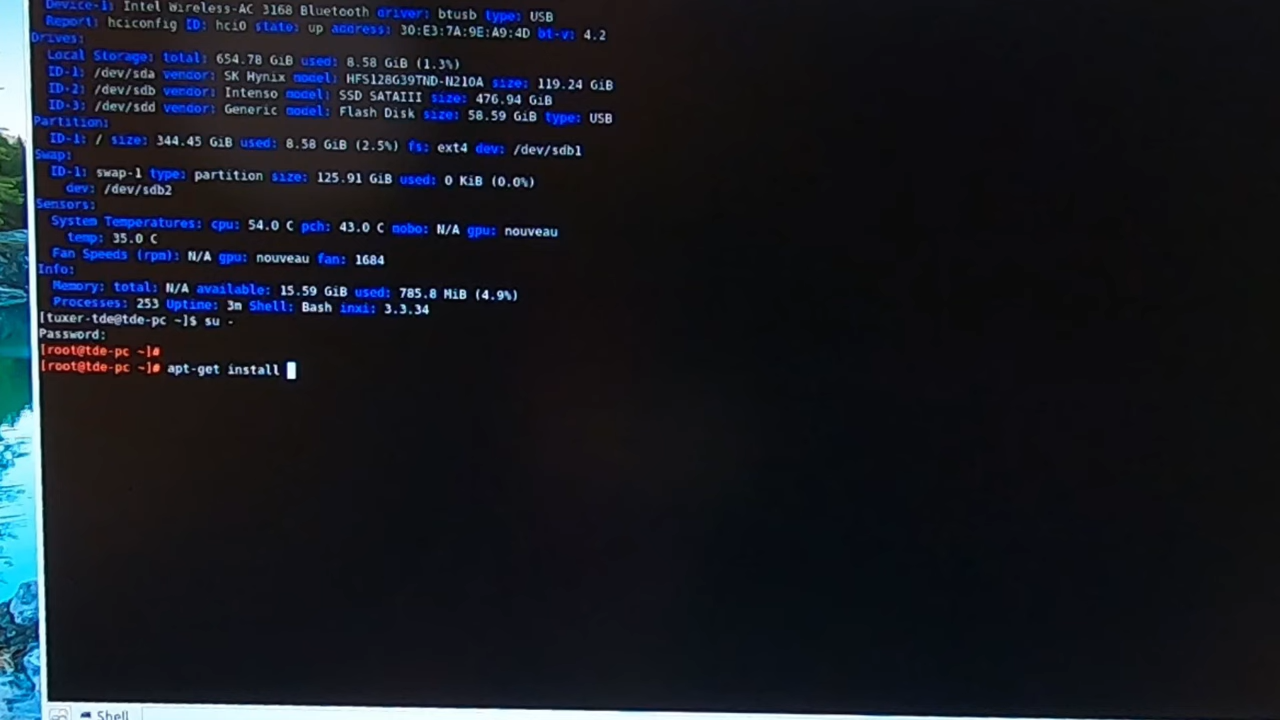 Device-1: Intel Wireless-AC 3168 Bluetooth driver: btusb type: USB
Report: hciconfig ID: hci0 state: up address: 30:E3:7A:9E:A9:4D bt-v: 4.2
Drives:
Local Storage: total: 654.78 GiB used: 8.58 GiB (1.3%)
ID-1: /dev/sda vendor: SK Hynix model: HFS128G39TND-N210A size: 119.24 GiB
ID-2: /dev/sdb vendor: Intenso model: SSD SATAIII size: 476.94 GiB
ID-3: /dev/sdd vendor: Generic model: Flash Disk size: 58.59 GiB type: USB
Partition:
ID-1: / size: 344.45 GiB used: 8.58 GiB (2.5%) fs: ext4 dev: /dev/sdb1
Swap:
ID-1: swap-1 type: partition size: 125.91 GiB used: 0 KiB (0.0%)
dev: /dev/sdb2
Sensors:
System Temperatures: cpu: 54.0 C pch: 43.0 C mobo: N/A gpu: nouveau
temp: 35.0 C
Fan Speeds (rpm): N/A gpu: nouveau fan: 1684
Info:
Memory: total: N/A available: 15.59 GiB used: 785.8 MiB (4.9%)
Processes: 253 Uptime: 3m Shell: Bash inxi: 3.3.34
[tuxer-tde@tde-pc ~]$ su -
Password:
[root@tde-pc ~]#
[root@tde-pc ~]# apt-get install
Shell